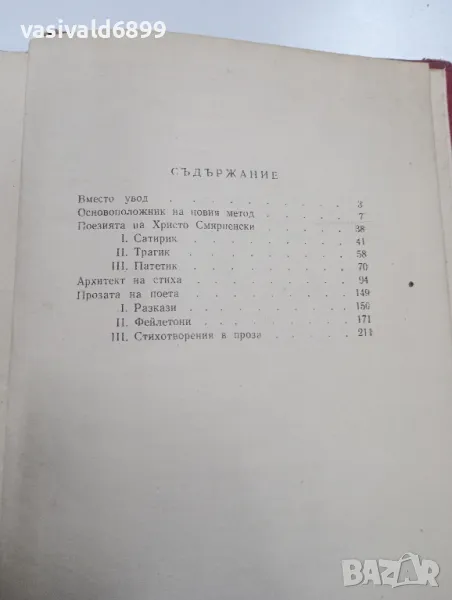 vasivald6899
СЪДЪРЖАНИЕ
Вместо увод . . . . . . . . . . 3
Основоположник на новия метод . . . . . 7
Поезията на Христо Смирненски . . . . . 38
I. Сатирик . . . . . . . . . 41
II. Трагик . . . . . . . . . 58
III. Патетик . . . . . . . . . 70
Архитект на стиха . . . . . . . . 94
Прозата на поета . . . . . . . . 149
I. Разкази . . . . . . . . . 150
II. Фейлетони . . . . . . . . 171
III. Стихотворения в проза . . . . . 211
BAZAR